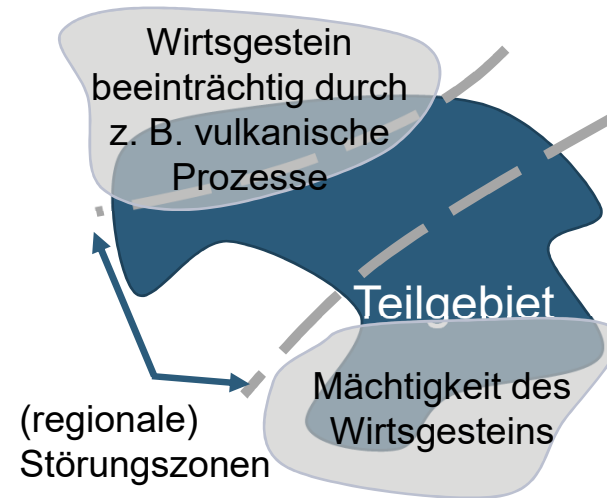 Wirtsgestein
beeinträchtig durch
z. B. vulkanische
Prozesse
Teilgebiet
Mächtigkeit des
Wirtsgesteins
(regionale)
Störungszonen